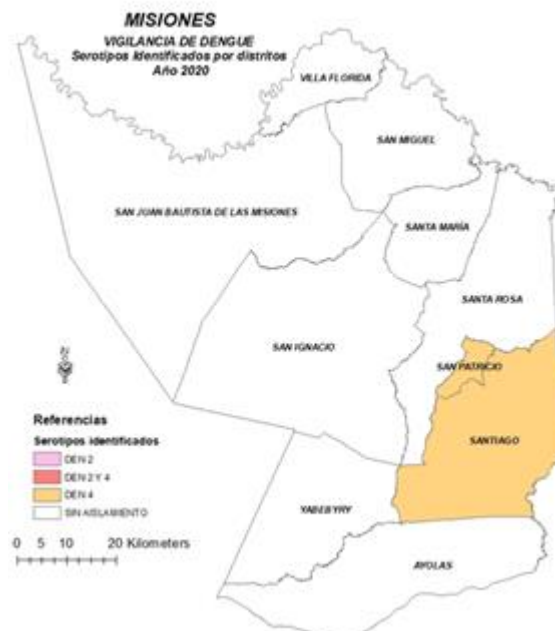 MISIONES
VIGILANCIA DE DENGUE
Serotipos Identificados por distritos
Año 2020
VILLA FLORIDA
SAN MIGUEL
SAN JUAN BAUTISTA DE LAS MISIONES
SANTA MARÍA
SANTA ROSA
SAN IGNACIO
SAN PATRICIO
SANTIAGO
YABEBYRY
AYOLAS
Referencias
Serotipos identificados
DEN 2
DEN 2 Y 4
DEN 4
SIN AISLAMIENTO
0 5 10 20 Kilometers